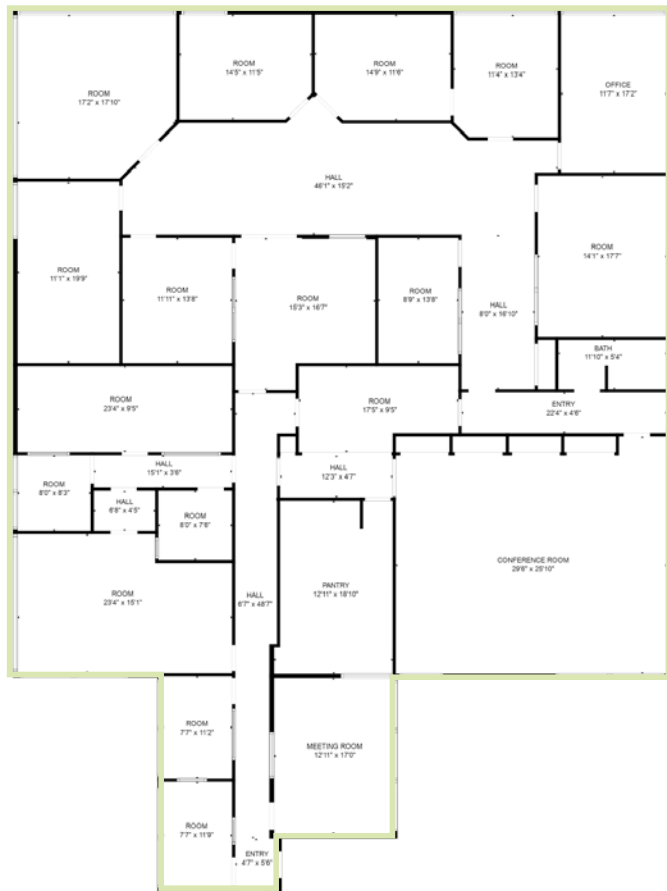 ROOM
17'2" x 17'10"
ROOM
14'5" x 11'5"
ROOM
14'9" x 11'6"
ROOM
11'4" x 13'4"
OFFICE
11'7" x 17'2"
HALL
46'1" x 15'2"
ROOM
11'1" x 19'9"
ROOM
11'11" x 13'8"
ROOM
15'3" x 16'7"
ROOM
8'9" x 13'8"
HALL
8'0" x 16'10"
ROOM
14'1" x 17'7"
BATH
11'10" x 5'4"
ROOM
23'4" x 9'5"
ROOM
17'5" x 9'5"
ENTRY
22'4" x 4'6"
HALL
15'1" x 3'6"
HALL
12'3" x 4'7"
ROOM
8'0" x 8'3"
HALL
6'8" x 4'5"
ROOM
8'0" x 7'6"
CONFERENCE ROOM
29'6" x 25'10"
ROOM
23'4" x 15'1"
HALL
6'7" x 48'7"
PANTRY
12'11" x 18'10"
ROOM
7'7" x 11'2"
MEETING ROOM
12'11" x 17'0"
ROOM
7'7" x 11'9"
ENTRY
4'7" x 5'6"